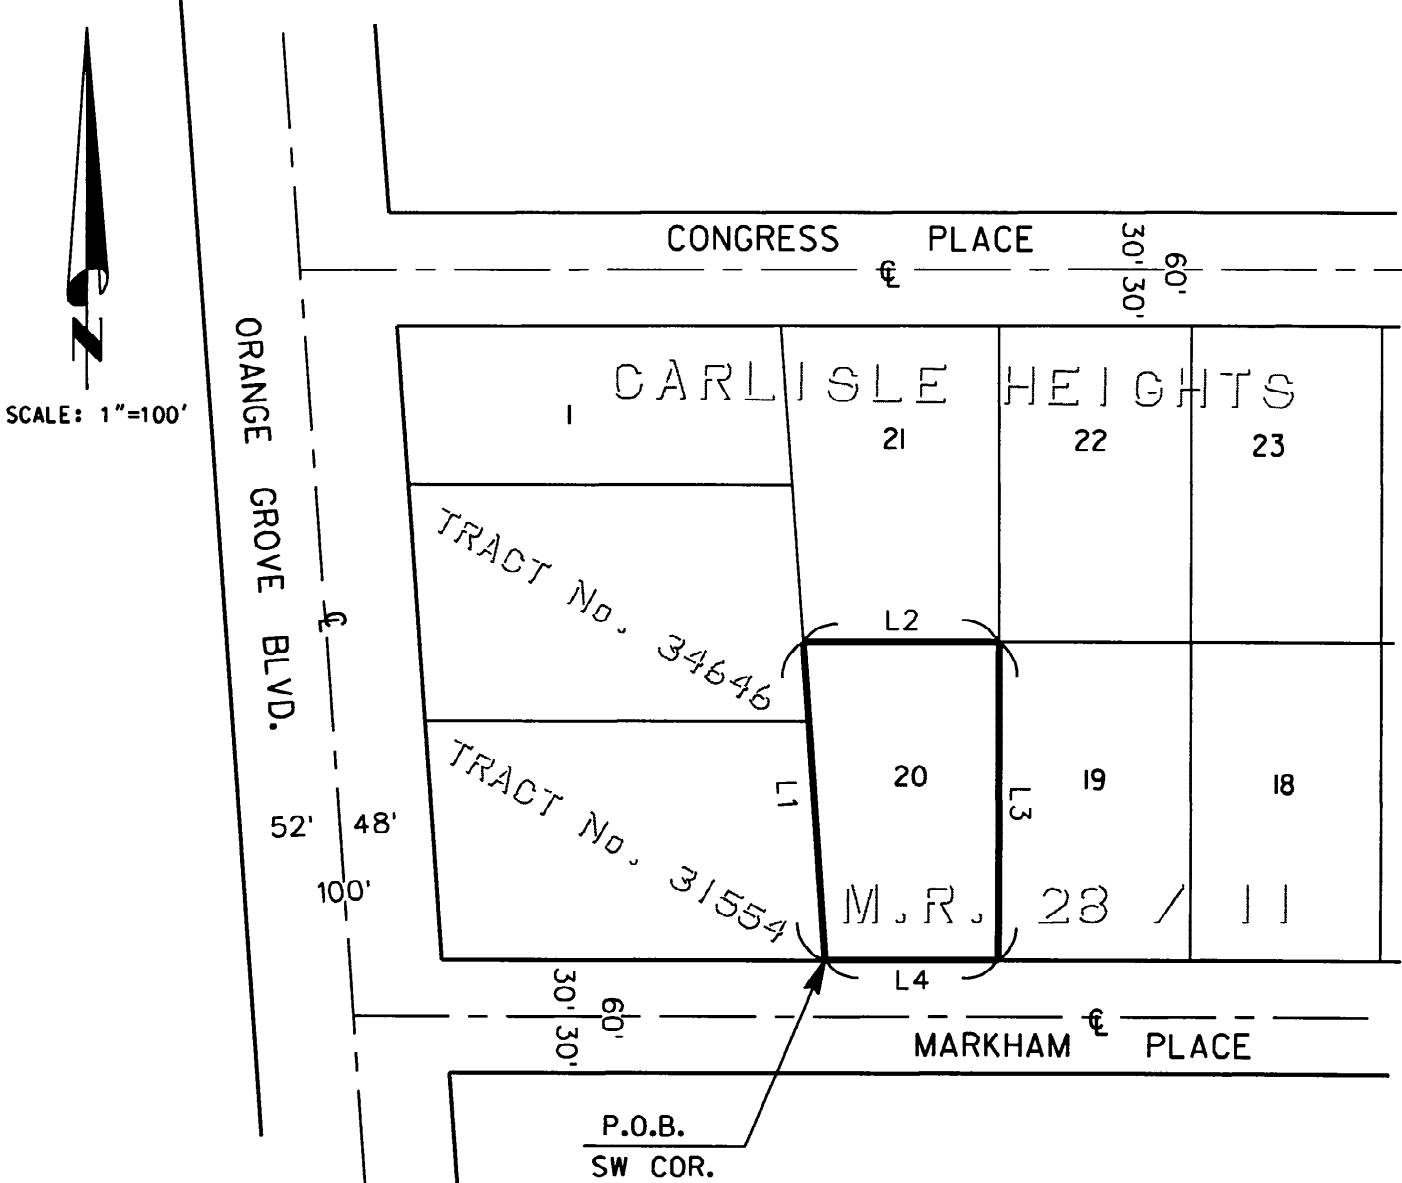 CONGRESS PLACE
30' 30'
60'
℄
N
SCALE: 1"=100'
ORANGE GROVE BLVD.
℄
CARLISLE HEIGHTS
1
21
22
23
TRACT No. 34646
L2
TRACT No. 31554
L1
20
L3
19
18
52' 48'
100'
M.R. 28 / 11
L4
30' 30'
60'
℄
MARKHAM PLACE
P.O.B.
SW COR.